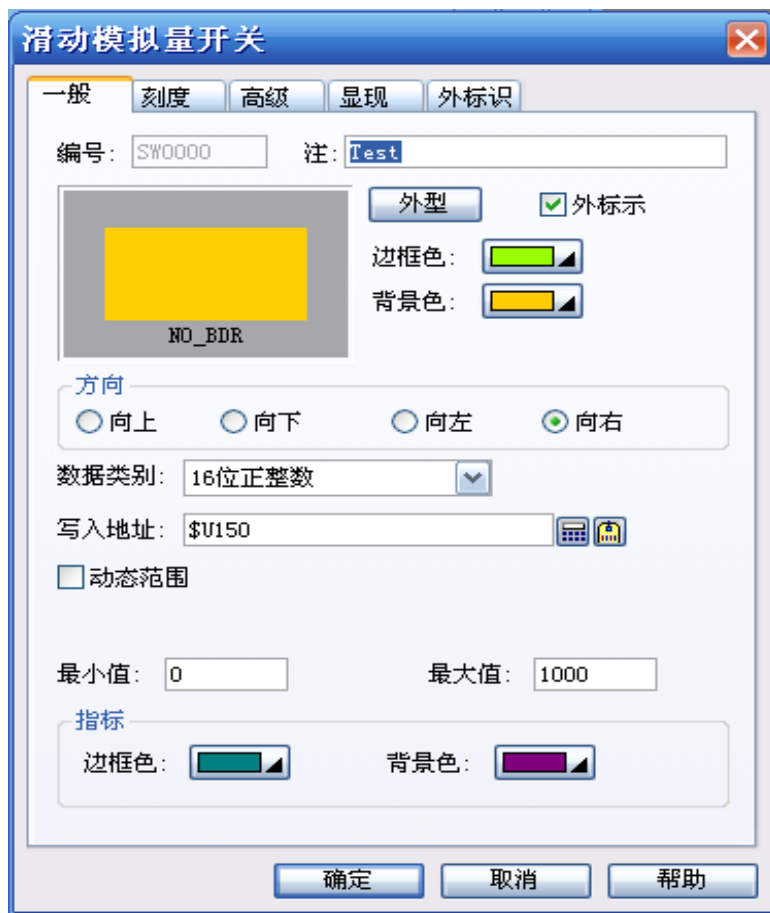 滑动模拟量开关
一般 刻度 高级 显现 外标识
编号: SW0000 注: Test
外型 外标示
边框色:
背景色:
NO_BDR
方向
向上 向下 向左 向右
数据类别: 16位正整数
写入地址: $U150
动态范围
最小值: 0 最大值: 1000
指标
边框色: 背景色:
确定 取消 帮助